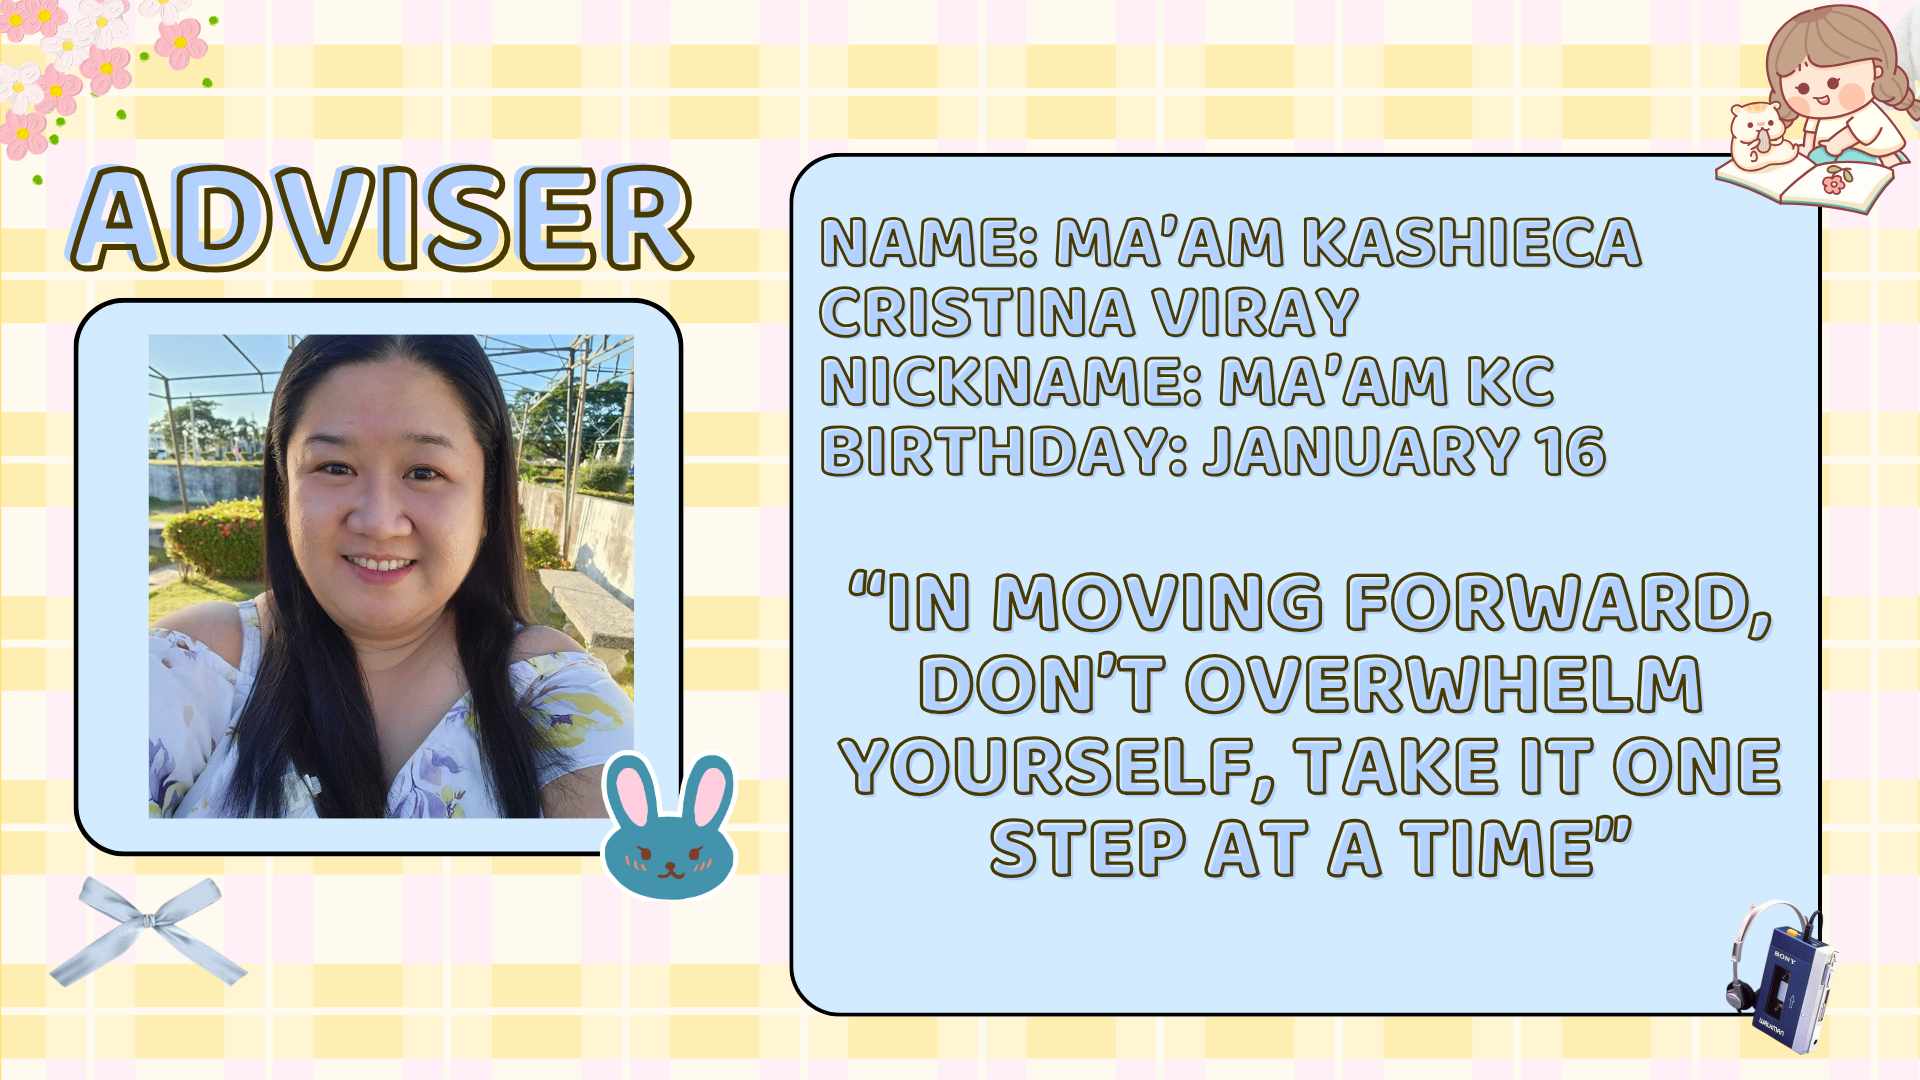 ADVISER
NAME: MA'AM KASHIECA
CRISTINA VIRAY
NICKNAME: MA'AM KC
BIRTHDAY: JANUARY 16
“IN MOVING FORWARD,
DON'T OVERWHELM
YOURSELF, TAKE IT ONE
STEP AT A TIME”
SONY
WALKMAN